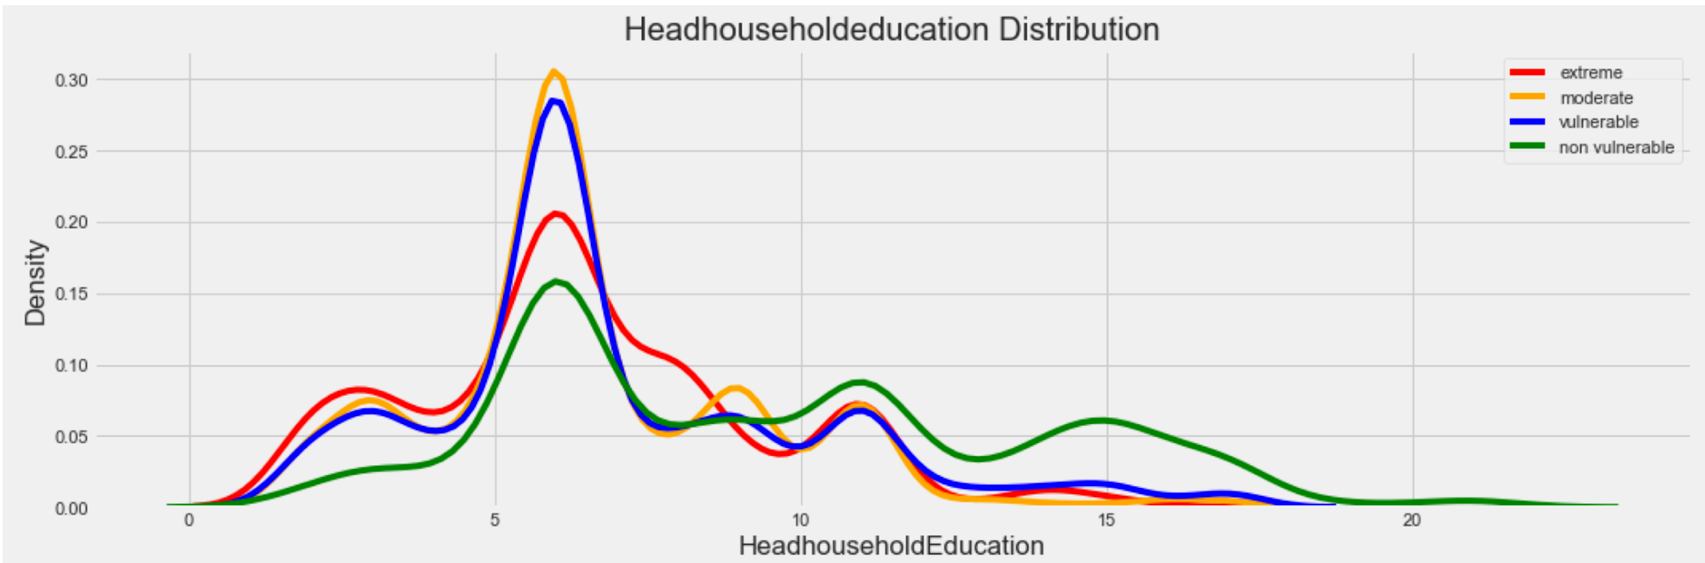 Headhouseholdeducation Distribution
extreme
moderate
vulnerable
non vulnerable
0.30
0.25
0.20
0.15
0.10
0.05
0.00
Density
0 5 10 15 20
HeadhouseholdEducation